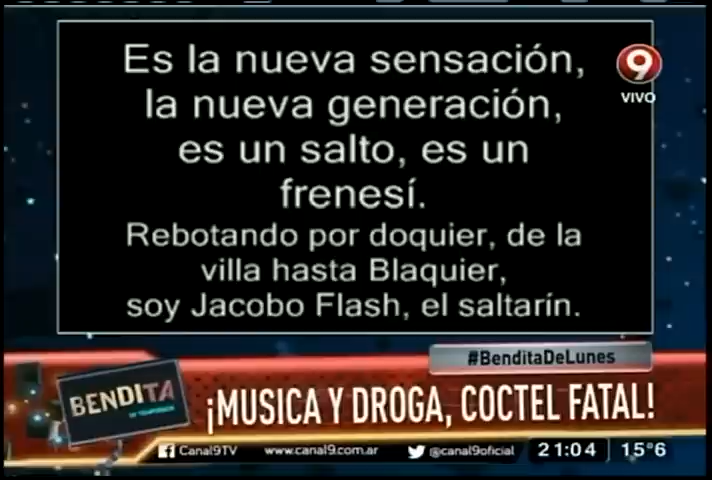 Es la nueva sensación,
la nueva generación,
es un salto, es un
frenesí.
Rebotando por doquier, de la
villa hasta Blaquier,
soy Jacobo Flash, el saltarín.
9
VIVO
#BenditaDeLunes
BENDITA
¡MUSICA Y DROGA, COCTEL FATAL!
Canal9TV www.canal9.com.ar @canal9oficial 21:04 15°6